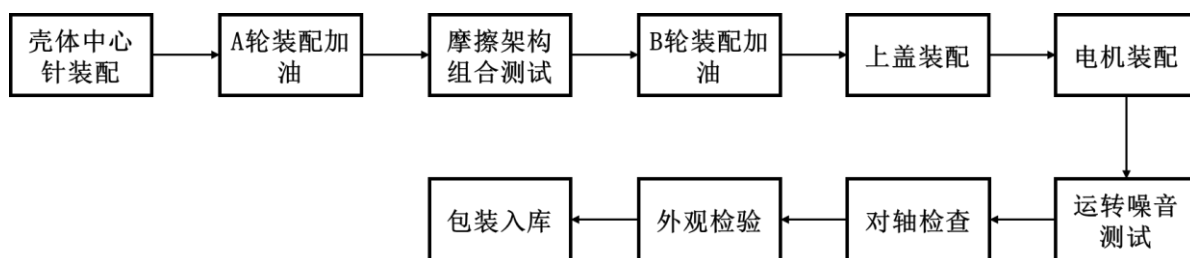 壳体中心
针装配
A轮装配加
油
摩擦架构
组合测试
B轮装配加
油
上盖装配
电机装配
运转噪音
测试
对轴检查
外观检验
包装入库